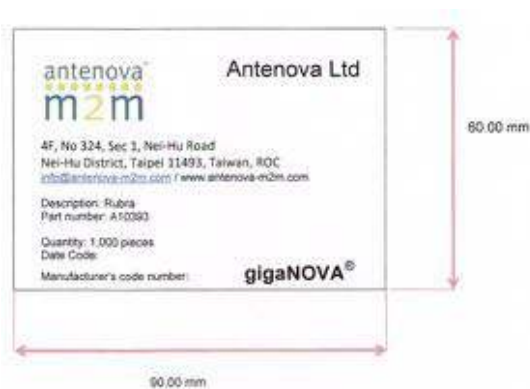 antenova
m2m
Antenova Ltd
4F, No 324, Sec 1, Nei-Hu Road
Nei-Hu District, Taipei 11493, Taiwan, ROC
info@antenova-m2m.com / www.antenova-m2m.com
Description: Rubra
Part number: A10393
Quantity: 1,000 pieces
Date Code:
Manufacturer's code number:
gigaNOVA®
60.00 mm
90.00 mm